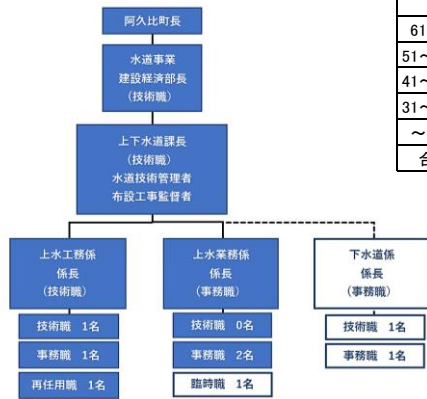 阿久比町長
水道事業
建設経済部長
(技術職)
上下水道課長
(技術職)
水道技術管理者
布設工事監督者
上水工務係
係長
(技術職)
技術職 1名
事務職 1名
再任用職 1名
上水業務係
係長
(事務職)
技術職 0名
事務職 2名
臨時職 1名
下水道係
係長
(事務職)
技術職 1名
事務職 1名
61
51~
41~
31~
~